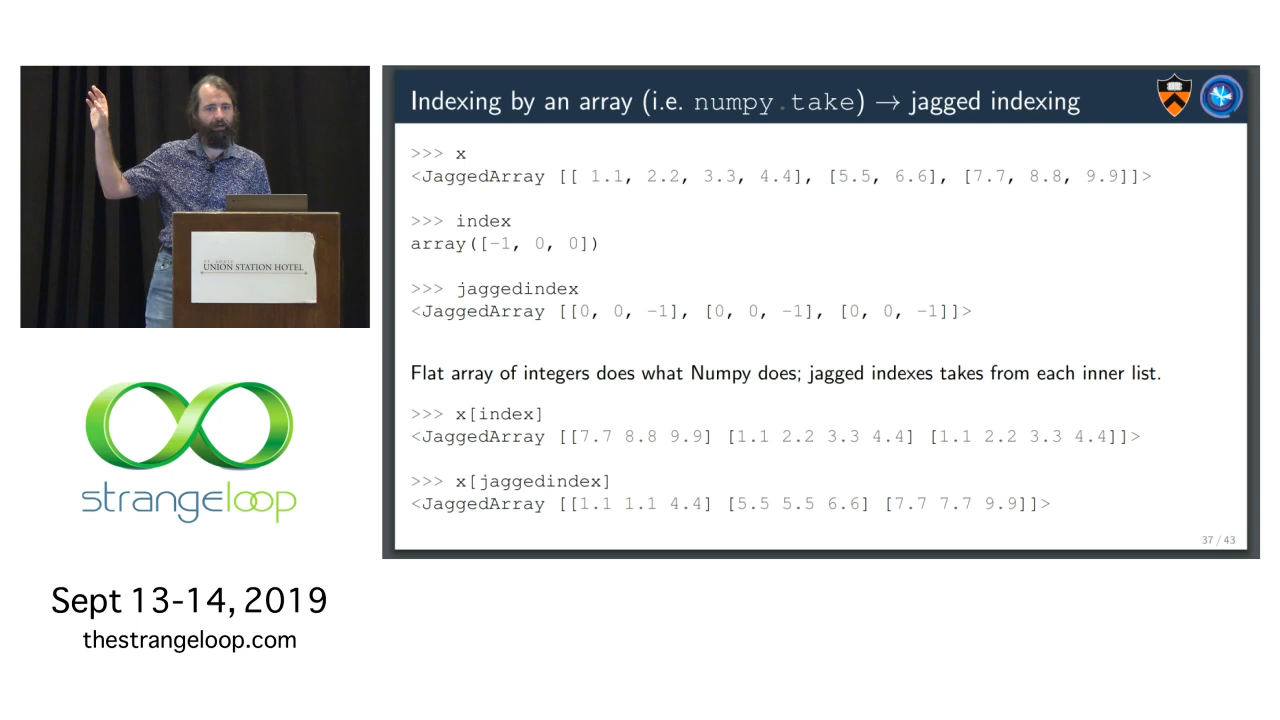 Indexing by an array (i.e. numpy.take) → jagged indexing
>>> x
<JaggedArray [[ 1.1, 2.2, 3.3, 4.4], [5.5, 6.6], [7.7, 8.8, 9.9]]>
>>> index
array([-1, 0, 0])
>>> jaggedindex
<JaggedArray [[0, 0, -1], [0, 0, -1], [0, 0, -1]]>
Flat array of integers does what Numpy does; jagged indexes takes from each inner list.
>>> x[index]
<JaggedArray [[7.7 8.8 9.9] [1.1 2.2 3.3 4.4] [1.1 2.2 3.3 4.4]]>
>>> x[jaggedindex]
<JaggedArray [[1.1 1.1 4.4] [5.5 5.5 6.6] [7.7 7.7 9.9]]>
37 / 43
UNION STATION HOTEL
strangeloop
Sept 13-14, 2019
thestrangeloop.com